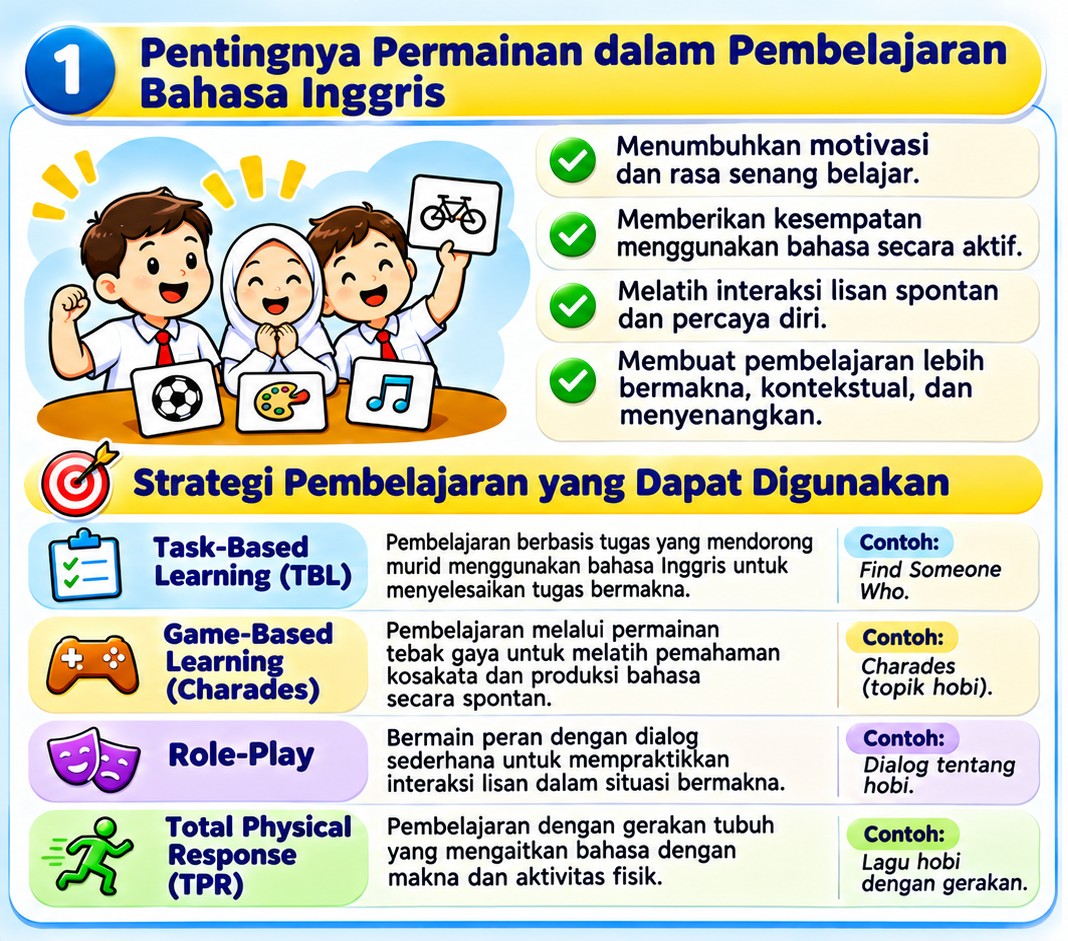 1
Pentingnya Permainan dalam Pembelajaran
Bahasa Inggris
Menumbuhkan motivasi
dan rasa senang belajar.
Memberikan kesempatan
menggunakan bahasa secara aktif.
Melatih interaksi lisan spontan
dan percaya diri.
Membuat pembelajaran lebih
bermakna, kontekstual, dan
menyenangkan.
Strategi Pembelajaran yang Dapat Digunakan
Task-Based
Learning (TBL)
Pembelajaran berbasis tugas yang mendorong
murid menggunakan bahasa Inggris untuk
menyelesaikan tugas bermakna.
Contoh:
Find Someone
Who.
Game-Based
Learning
(Charades)
Pembelajaran melalui permainan
tebak gaya untuk melatih pemahaman
kosakata dan produksi bahasa
secara spontan.
Contoh:
Charades
(topik hobi).
Role-Play
Bermain peran dengan dialog
sederhana untuk mempraktikkan
interaksi lisan dalam situasi bermakna.
Contoh:
Dialog tentang
hobi.
Total Physical
Response
(TPR)
Pembelajaran dengan gerakan tubuh
yang mengaitkan bahasa dengan
makna dan aktivitas fisik.
Contoh:
Lagu hobi
dengan gerakan.